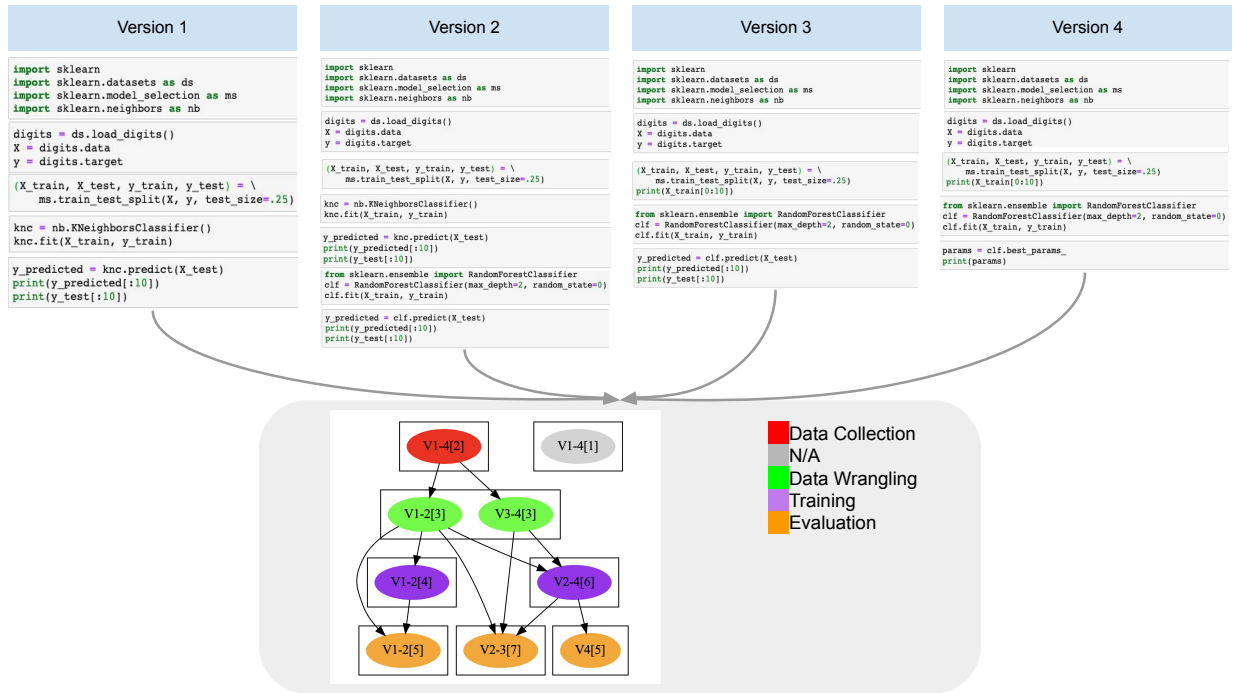 Version 1
import sklearn
import sklearn.datasets as ds
import sklearn.model_selection as ms
import sklearn.neighbors as nb
digits = ds.load_digits()
X = digits.data
y = digits.target
(X_train, X_test, y_train, y_test) = \
ms.train_test_split(X, y, test_size=.25)
knc = nb.KNeighborsClassifier()
knc.fit(X_train, y_train)
y_predicted = knc.predict(X_test)
print(y_predicted[:10])
print(y_test[:10])
Version 2
import sklearn
import sklearn.datasets as ds
import sklearn.model_selection as ms
import sklearn.neighbors as nb
digits = ds.load_digits()
X = digits.data
y = digits.target
(X_train, X_test, y_train, y_test) = \
ms.train_test_split(X, y, test_size=.25)
knc = nb.KNeighborsClassifier()
knc.fit(X_train, y_train)
y_predicted = knc.predict(X_test)
print(y_predicted[:10])
print(y_test[:10])
from sklearn.ensemble import RandomForestClassifier
clf = RandomForestClassifier(max_depth=2, random_state=0)
clf.fit(X_train, y_train)
y_predicted = clf.predict(X_test)
print(y_predicted[:10])
print(y_test[:10])
Version 3
import sklearn
import sklearn.datasets as ds
import sklearn.model_selection as ms
import sklearn.neighbors as nb
digits = ds.load_digits()
X = digits.data
y = digits.target
(X_train, X_test, y_train, y_test) = \
ms.train_test_split(X, y, test_size=.25)
print(X_train[0:10])
from sklearn.ensemble import RandomForestClassifier
clf = RandomForestClassifier(max_depth=2, random_state=0)
clf.fit(X_train, y_train)
y_predicted = clf.predict(X_test)
print(y_predicted[:10])
print(y_test[:10])
Version 4
import sklearn
import sklearn.datasets as ds
import sklearn.model_selection as ms
import sklearn.neighbors as nb
digits = ds.load_digits()
X = digits.data
y = digits.target
(X_train, X_test, y_train, y_test) = \
ms.train_test_split(X, y, test_size=.25)
print(X_train[0:10])
from sklearn.ensemble import RandomForestClassifier
clf = RandomForestClassifier(max_depth=2, random_state=0)
clf.fit(X_train, y_train)
params = clf.best_params_
print(params)
V1-4[2]
V1-4[1]
V1-2[3]
V3-4[3]
V1-2[4]
V2-4[6]
V1-2[5]
V2-3[7]
V4[5]
Data Collection
N/A
Data Wrangling
Training
Evaluation